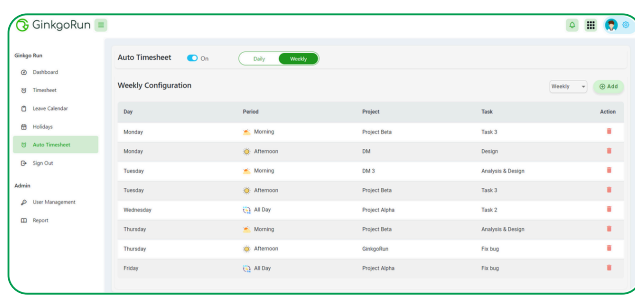 GinkgoRun
Ginkgo Run
Dashboard
Timesheet
Leave Calendar
Holidays
Auto Timesheet
Sign Out
Admin
User Management
Report
Auto Timesheet On Daily Weekly
Weekly Configuration Weekly Add
Day Period Project Task Action
Monday Morning Project Beta Task 3
Monday Afternoon DM Design
Tuesday Morning DM 3 Analysis & Design
Tuesday Afternoon Project Beta Task 3
Wednesday All Day Project Alpha Task 2
Thursday Morning Project Beta Analysis & Design
Thursday Afternoon GinkgoRun Fix bug
Friday All Day Project Alpha Fix bug